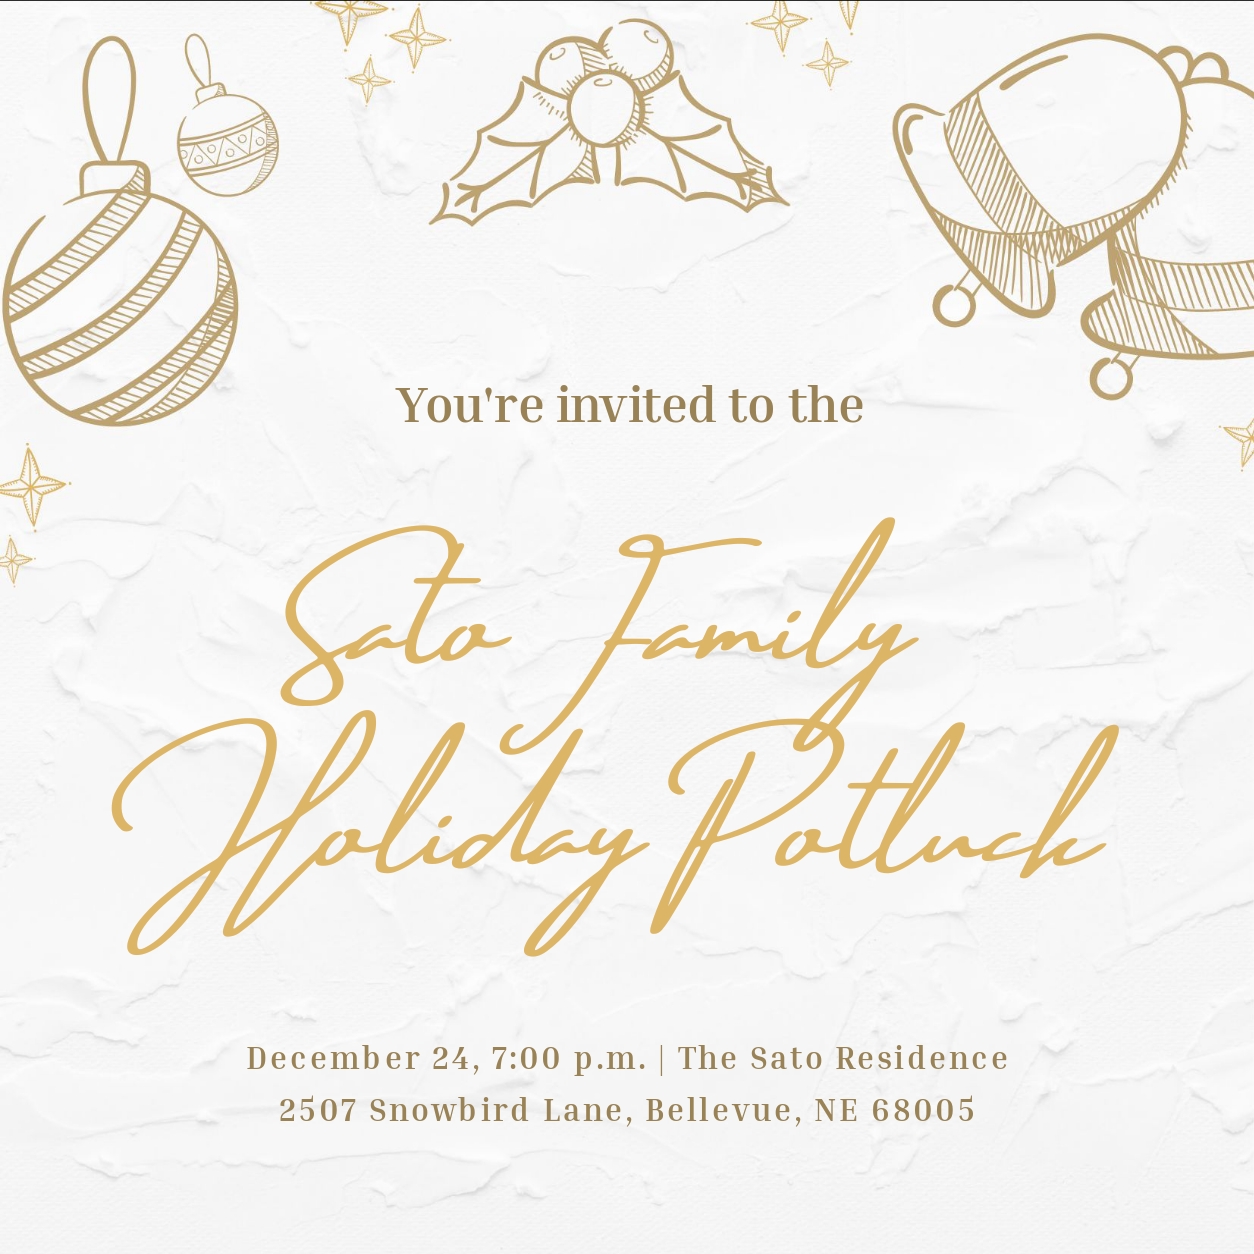 You're invited to the
Sato Family
Holiday Potluck
December 24, 7:00 p.m. | The Sato Residence
2507 Snowbird Lane, Bellevue, NE 68005